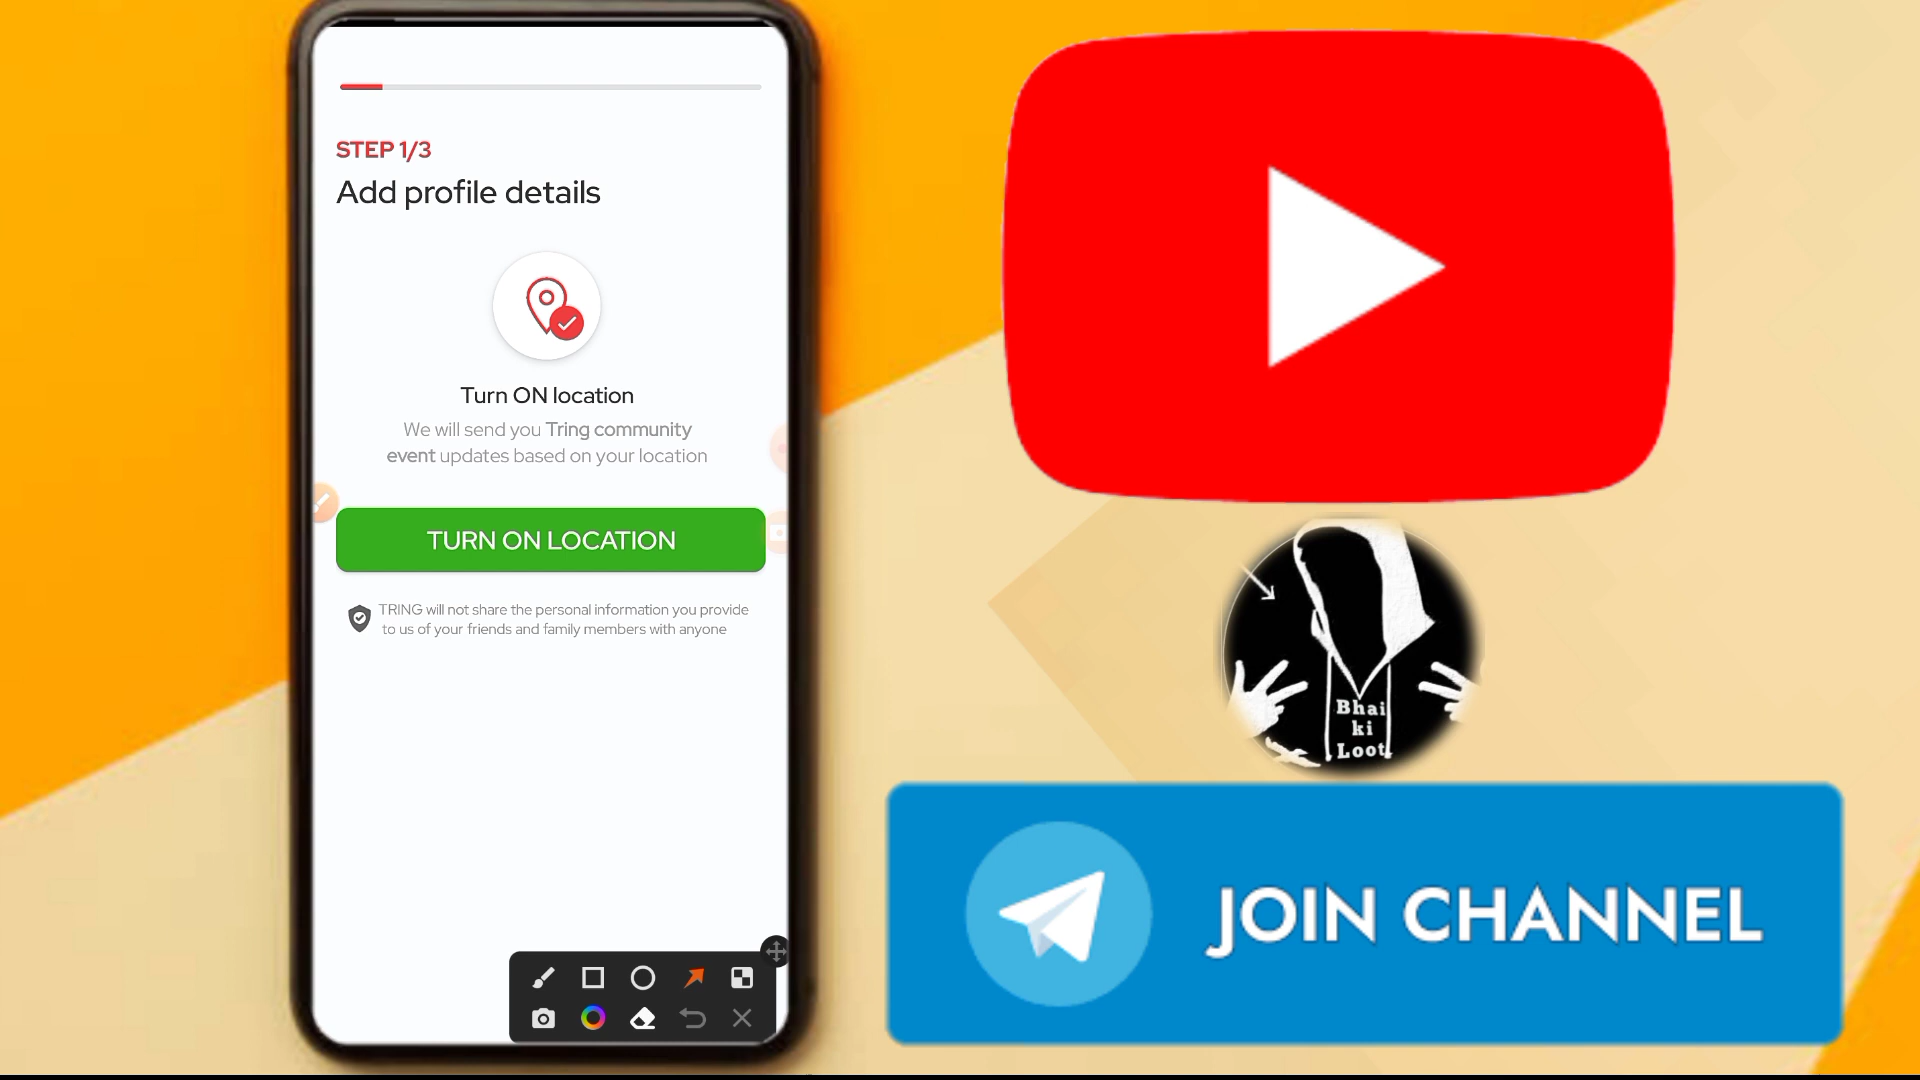 STEP 1/3
Add profile details
Turn ON location
We will send you Tring community
event updates based on your location
TURN ON LOCATION
TRING will not share the personal information you provide
to us of your friends and family members with anyone
Bhai
ki
Loot
JOIN CHANNEL